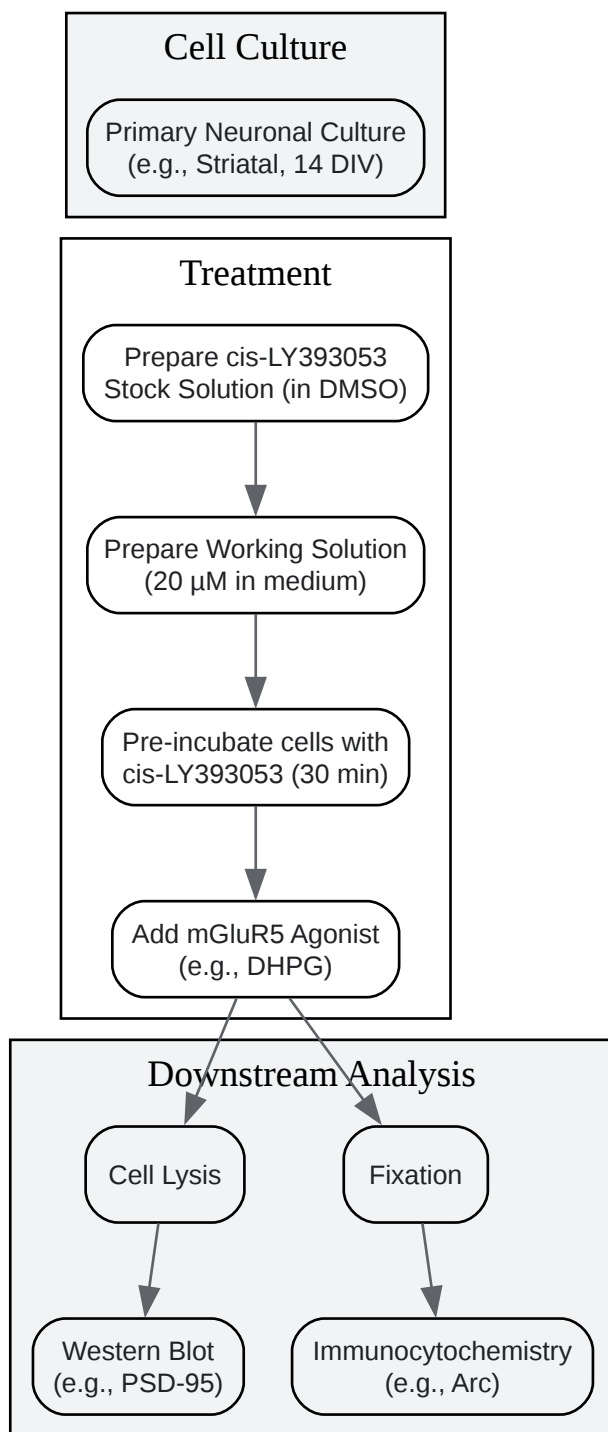 Cell Culture
Primary Neuronal Culture
(e.g., Striatal, 14 DIV)
Treatment
Prepare cis-LY393053
Stock Solution (in DMSO)
Prepare Working Solution
(20 µM in medium)
Pre-incubate cells with
cis-LY393053 (30 min)
Add mGluR5 Agonist
(e.g., DHPG)
Downstream Analysis
Cell Lysis
Fixation
Western Blot
(e.g., PSD-95)
Immunocytochemistry
(e.g., Arc)